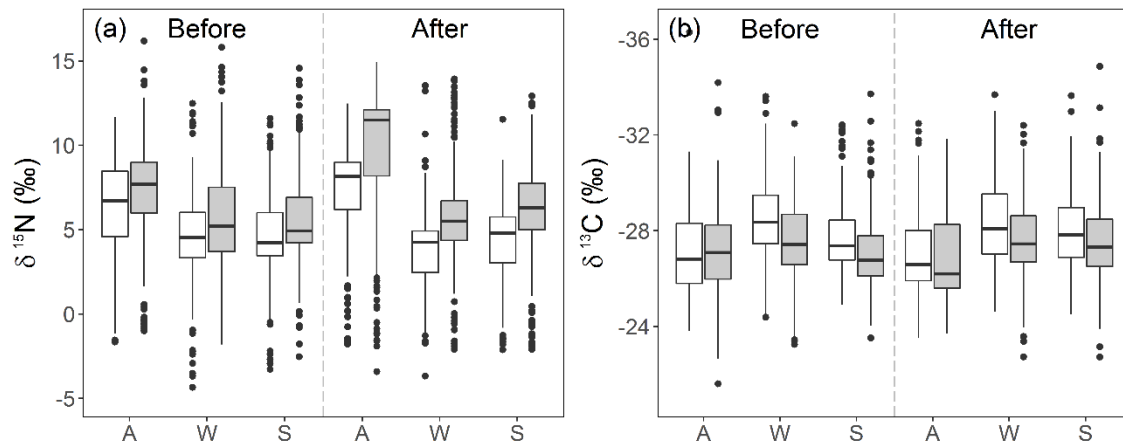 (a) Before After
δ ¹⁵N (‰)
15
10
5
0
-5
A W S A W S
(b) Before After
δ ¹³C (‰)
-36
-32
-28
-24
A W S A W S